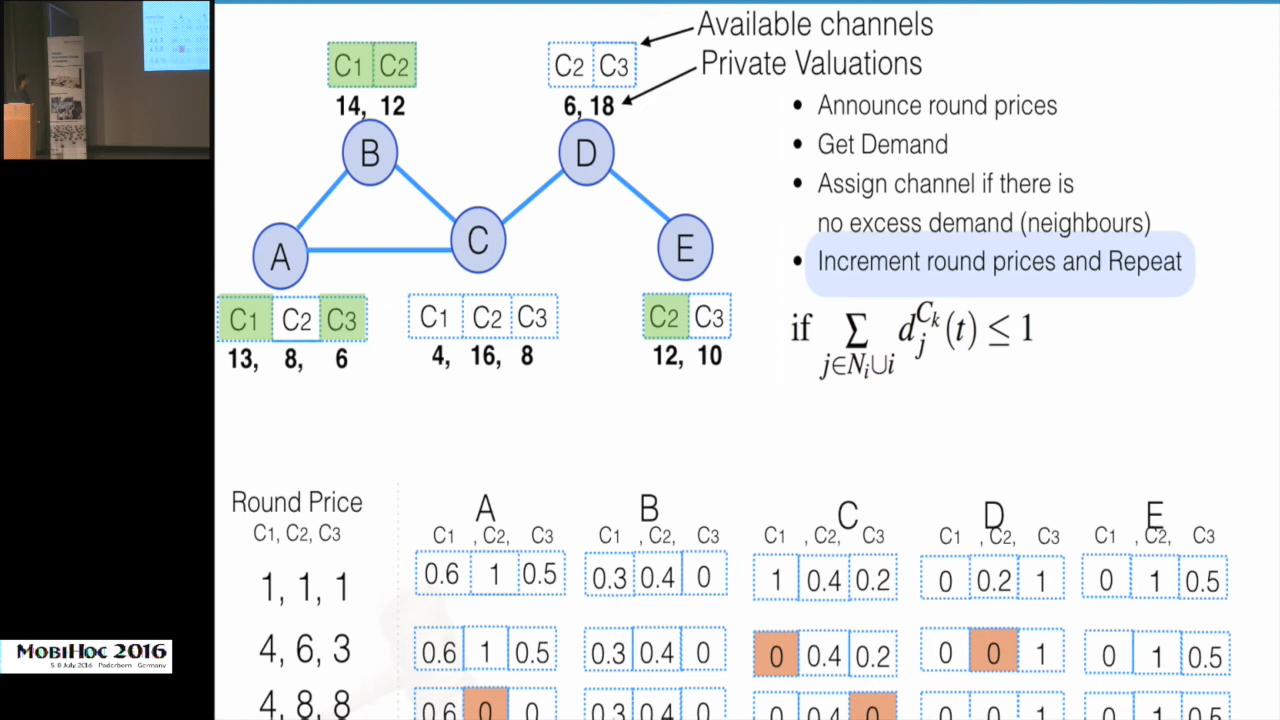 Available channels
Private Valuations
C1 C2
14, 12
C2 C3
6, 18
B
D
A
C
E
C1 C2 C3
13, 8, 6
C1 C2 C3
4, 16, 8
C2 C3
12, 10
• Announce round prices
• Get Demand
• Assign channel if there is
no excess demand (neighbours)
• Increment round prices and Repeat
if ∑_{j∈N_i∪i} d_j^{C_k}(t) ≤ 1
Round Price
C1, C2, C3
A B C D E
C1 , C2, C3 C1 , C2, C3 C1 , C2, C3 C1 , C2, C3 C1 , C2, C3
1, 1, 1 0.6 1 0.5 0.3 0.4 0 1 0.4 0.2 0 0.2 1 0 1 0.5
4, 6, 3 0.6 1 0.5 0.3 0.4 0 0 0.4 0.2 0 0 1 0 1 0.5
4, 8, 8 0.6 0 0 0.3 0.4 0 0 0.4 0 0 0 1 0 1 0.5
MobiHoc 2016
5-8 July 2016 Paderborn Germany